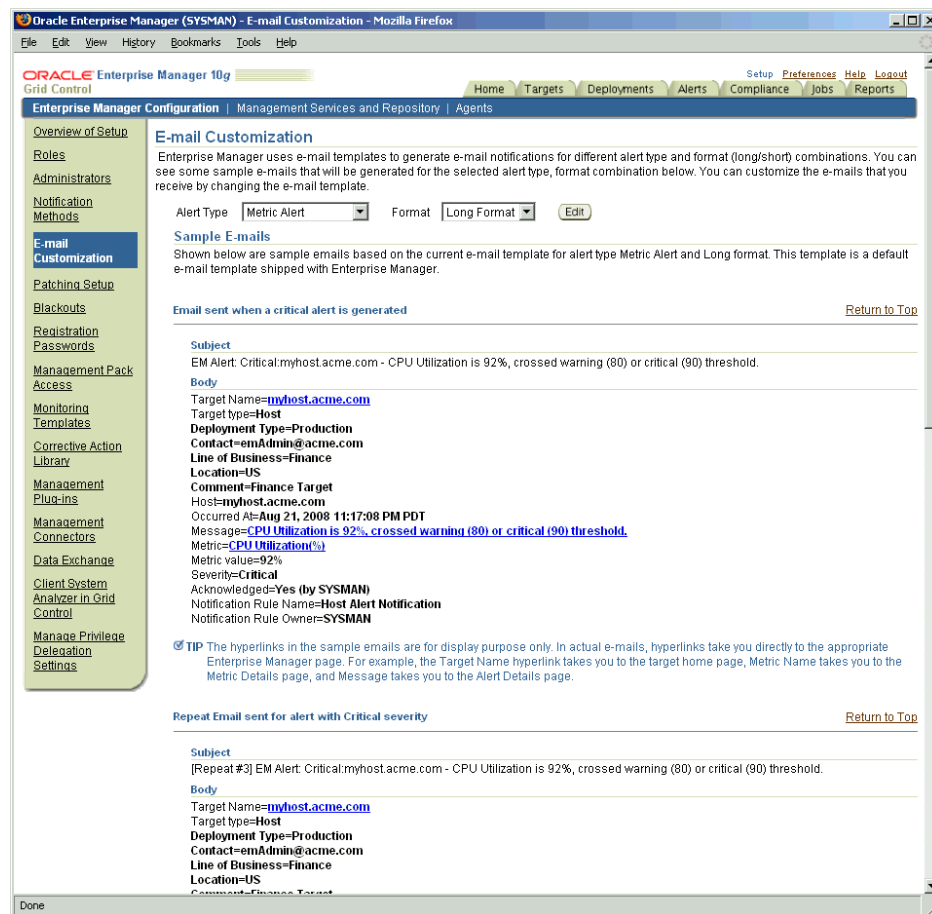 Oracle Enterprise Manager (SYSMAN) - E-mail Customization - Mozilla Firefox
File Edit View History Bookmarks Tools Help
ORACLE Enterprise Manager 10g
Grid Control
Setup Preferences Help Logout
Home Targets Deployments Alerts Compliance Jobs Reports
Enterprise Manager Configuration | Management Services and Repository | Agents
Overview of Setup
Roles
Administrators
Notification
Methods
E-mail
Customization
Patching Setup
Blackouts
Registration
Passwords
Management Pack
Access
Monitoring
Templates
Corrective Action
Library
Management
Plug-ins
Management
Connectors
Data Exchange
Client System
Analyzer in Grid
Control
Manage Privilege
Delegation
Settings
E-mail Customization
Enterprise Manager uses e-mail templates to generate e-mail notifications for different alert type and format (long/short) combinations. You can
see some sample e-mails that will be generated for the selected alert type, format combination below. You can customize the e-mails that you
receive by changing the e-mail template.
Alert Type Metric Alert Format Long Format Edit
Sample E-mails
Shown below are sample emails based on the current e-mail template for alert type Metric Alert and Long format. This template is a default
e-mail template shipped with Enterprise Manager.
Email sent when a critical alert is generated Return to Top
Subject
EM Alert: Critical:myhost.acme.com - CPU Utilization is 92%, crossed warning (80) or critical (90) threshold.
Body
Target Name=myhost.acme.com
Target type=Host
Deployment Type=Production
Contact=emAdmin@acme.com
Line of Business=Finance
Location=US
Comment=Finance Target
Host=myhost.acme.com
Occurred At=Aug 21, 2008 11:17:08 PM PDT
Message=CPU Utilization is 92%, crossed warning (80) or critical (90) threshold.
Metric=CPU Utilization(%)
Metric value=92%
Severity=Critical
Acknowledged=Yes (by SYSMAN)
Notification Rule Name=Host Alert Notification
Notification Rule Owner=SYSMAN
TIP The hyperlinks in the sample emails are for display purpose only. In actual e-mails, hyperlinks take you directly to the appropriate
Enterprise Manager page. For example, the Target Name hyperlink takes you to the target home page, Metric Name takes you to the
Metric Details page, and Message takes you to the Alert Details page.
Repeat Email sent for alert with Critical severity Return to Top
Subject
[Repeat #3] EM Alert: Critical:myhost.acme.com - CPU Utilization is 92%, crossed warning (80) or critical (90) threshold.
Body
Target Name=myhost.acme.com
Target type=Host
Deployment Type=Production
Contact=emAdmin@acme.com
Line of Business=Finance
Location=US
Comment=Finance Target
Done